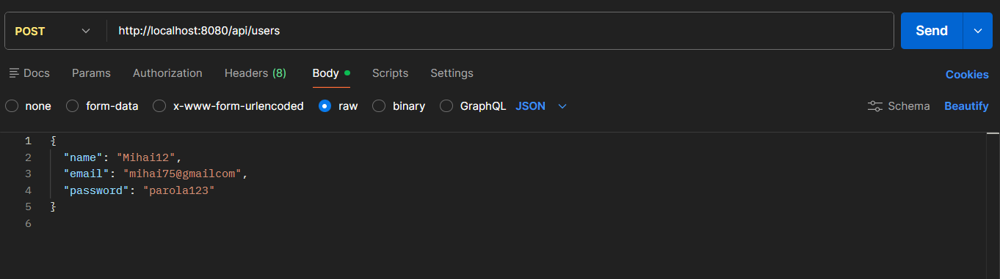 POST http://localhost:8080/api/users Send
Docs Params Authorization Headers (8) Body Scripts Settings Cookies
none form-data x-www-form-urlencoded raw binary GraphQL JSON Schema Beautify
1 {
2 "name": "Mihai12",
3 "email": "mihai75@gmailcom",
4 "password": "parola123"
5 }
6